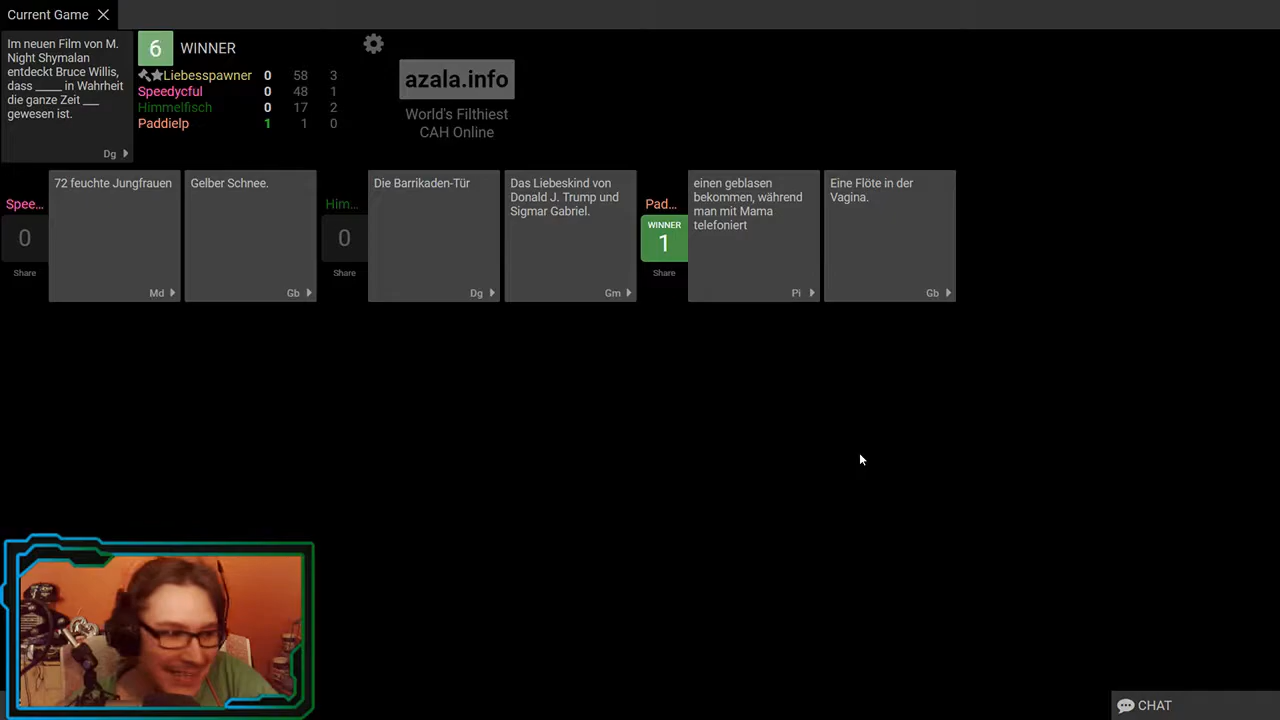 Current Game
Im neuen Film von M.
Night Shymalan
entdeckt Bruce Willis,
dass _____ in Wahrheit
die ganze Zeit ___
gewesen ist.
Dg
6 WINNER
Liebesspawner 0 58 3
Speedycful 0 48 1
Himmelfisch 0 17 2
Paddielp 1 1 0
azala.info
World's Filthiest
CAH Online
Spee...
0
Share
72 feuchte Jungfrauen
Md
Gelber Schnee.
Gb
Him...
0
Share
Die Barrikaden-Tür
Dg
Das Liebeskind von
Donald J. Trump und
Sigmar Gabriel.
Gm
Pad...
WINNER
1
Share
einen geblasen
bekommen, während
man mit Mama
telefoniert
Pi
Eine Flöte in der
Vagina.
Gb
CHAT